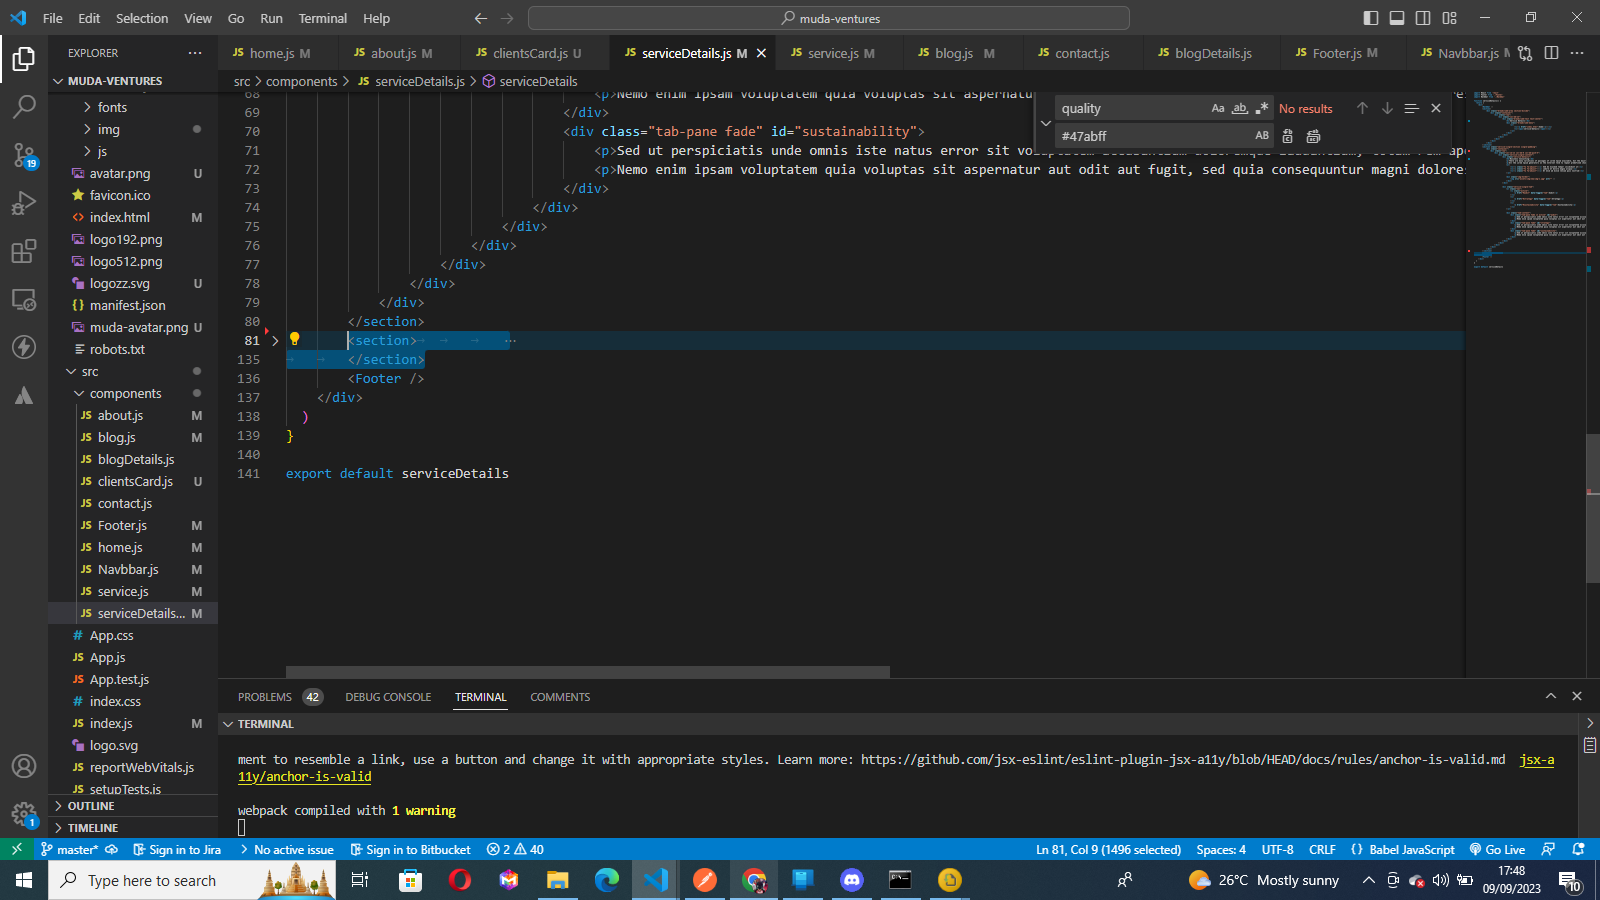 File Edit Selection View Go Run Terminal Help
muda-ventures
EXPLORER
home.js M
about.js M
clientsCard.js U
serviceDetails.js M
service.js M
blog.js M
contact.js
blogDetails.js
Footer.js M
Navbbar.js M
src > components > JS serviceDetails.js > serviceDetails
MUDA-VENTURES
fonts
img
js
avatar.png U
favicon.ico
index.html M
logo192.png
logo512.png
logozz.svg U
manifest.json
muda-avatar.png U
robots.txt
src
components
JS about.js M
JS blog.js M
JS blogDetails.js
JS clientsCard.js U
JS contact.js
JS Footer.js M
JS home.js M
JS Navbbar.js M
JS service.js M
JS serviceDetails... M
# App.css
JS App.js
JS App.test.js
# index.css
JS index.js M
logo.svg
JS reportWebVitals.js
JS setupTests.js
OUTLINE
TIMELINE
quality Aa ab No results
#47abff AB
68 <p>Nemo enim ipsam voluptatem quia voluptas sit aspernatur
69 </div>
70 <div class="tab-pane fade" id="sustainability">
71 <p>Sed ut perspiciatis unde omnis iste natus error sit
72 <p>Nemo enim ipsam voluptatem quia voluptas sit aspernatur aut odit aut fugit, sed quia consequuntur magni dolores
73 </div>
74 </div>
75 </div>
76 </div>
77 </div>
78 </div>
79 </div>
80 </section>
81 <section> ...
135 </section>
136 <Footer />
137 </div>
138 )
139 }
140
141 export default serviceDetails
PROBLEMS 42 DEBUG CONSOLE TERMINAL COMMENTS
TERMINAL
ment to resemble a link, use a button and change it with appropriate styles. Learn more: https://github.com/jsx-eslint/eslint-plugin-jsx-a11y/blob/HEAD/docs/rules/anchor-is-valid.md jsx-a
11y/anchor-is-valid
webpack compiled with 1 warning
19
1
master* Sign in to Jira No active issue Sign in to Bitbucket 2 40 Ln 81, Col 9 (1496 selected) Spaces: 4 UTF-8 CRLF {} Babel JavaScript Go Live
Type here to search
26°C Mostly sunny
17:48
09/09/2023
10